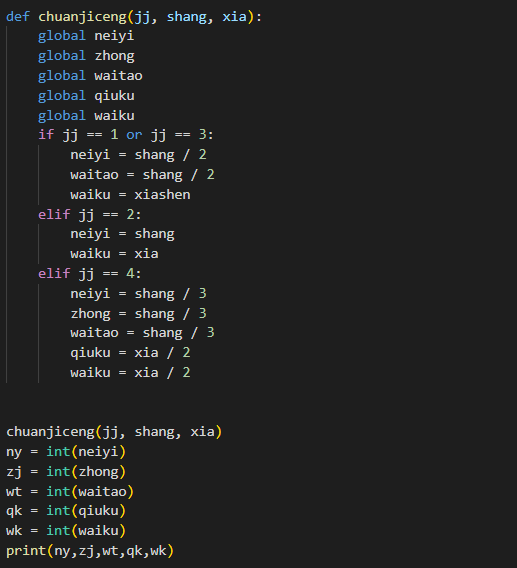 def chuanjiceng(jj, shang, xia):
    global neiyi
    global zhong
    global waitao
    global qiuku
    global waiku
    if jj == 1 or jj == 3:
        neiyi = shang / 2
        waitao = shang / 2
        waiku = xiashen
    elif jj == 2:
        neiyi = shang
        waiku = xia
    elif jj == 4:
        neiyi = shang / 3
        zhong = shang / 3
        waitao = shang / 3
        qiuku = xia / 2
        waiku = xia / 2
chuanjiceng(jj, shang, xia)
ny = int(neiyi)
zj = int(zhong)
wt = int(waitao)
qk = int(qiuku)
wk = int(waiku)
print(ny,zj,wt,qk,wk)